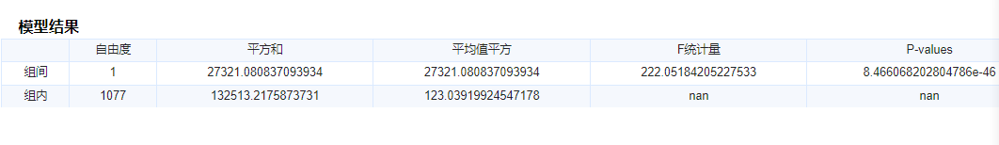 模型结果
自由度 平方和 平均值平方 F统计量 P-values
组间 1 27321.080837093934 27321.080837093934 222.05184205227533 8.466068202804786e-46
组内 1077 132513.2175873731 123.03919924547178 nan nan